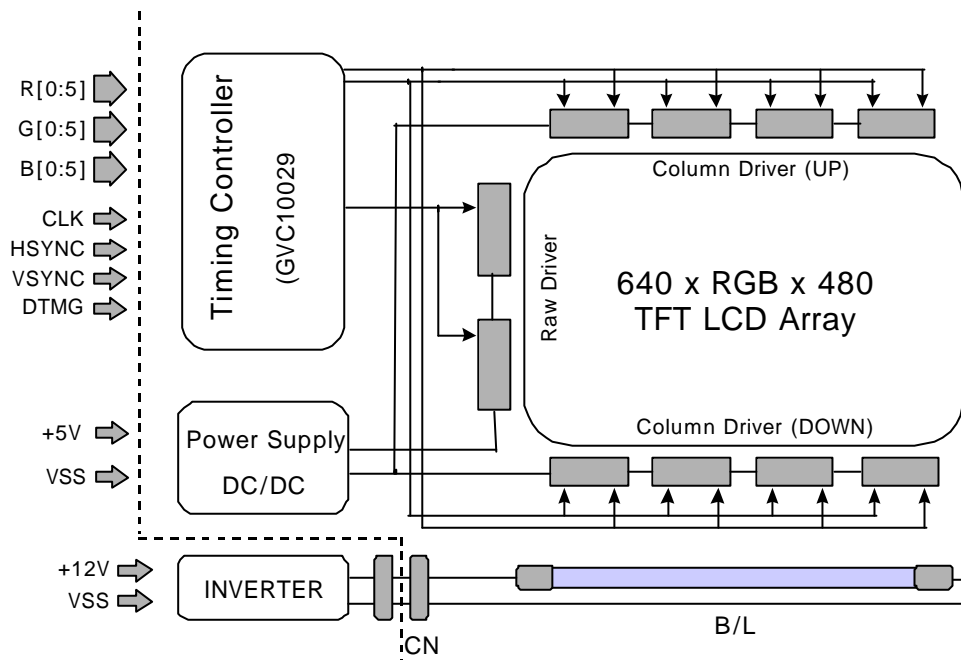 R[0:5]
G[0:5]
B[0:5]
CLK
HSYNC
VSYNC
DTMG
+5V
VSS
+12V
VSS
Timing Controller
(GVC10029)
Power Supply
DC/DC
INVERTER
CN
Column Driver (UP)
Raw Driver
640 x RGB x 480
TFT LCD Array
Column Driver (DOWN)
B/L